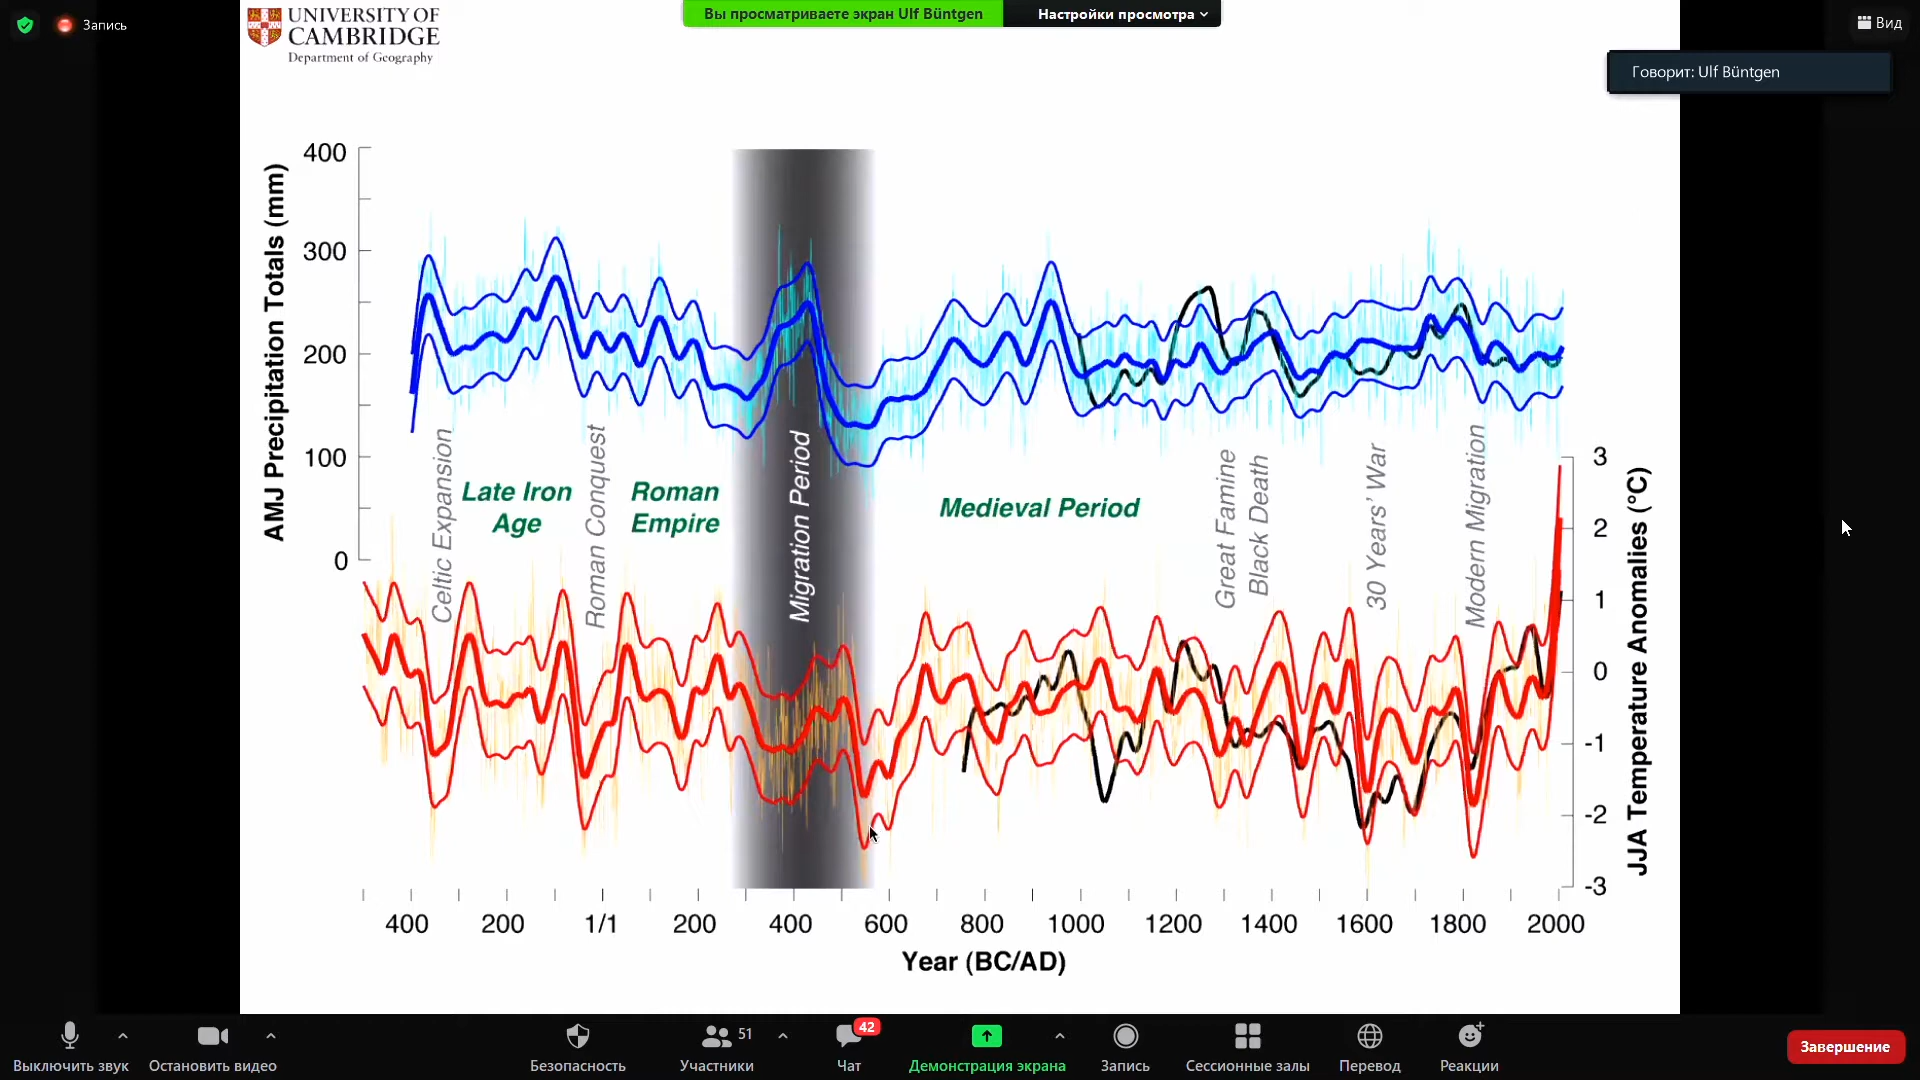 Запись
UNIVERSITY OF
CAMBRIDGE
Department of Geography
Вы просматриваете экран Ulf Büntgen
Настройки просмотра
Вид
Говорит: Ulf Büntgen
AMJ Precipitation Totals (mm)
400
300
200
100
0
Celtic Expansion
Late Iron
Age
Roman Conquest
Roman
Empire
Migration Period
Medieval Period
Great Famine
Black Death
30 Years' War
Modern Migration
3
2
1
0
-1
-2
-3
JJA Temperature Anomalies (°C)
400 200 1/1 200 400 600 800 1000 1200 1400 1600 1800 2000
Year (BC/AD)
Выключить звук
Остановить видео
Безопасность
51
Участники
42
Чат
Демонстрация экрана
Запись
Сессионные залы
Перевод
Реакции
Завершение